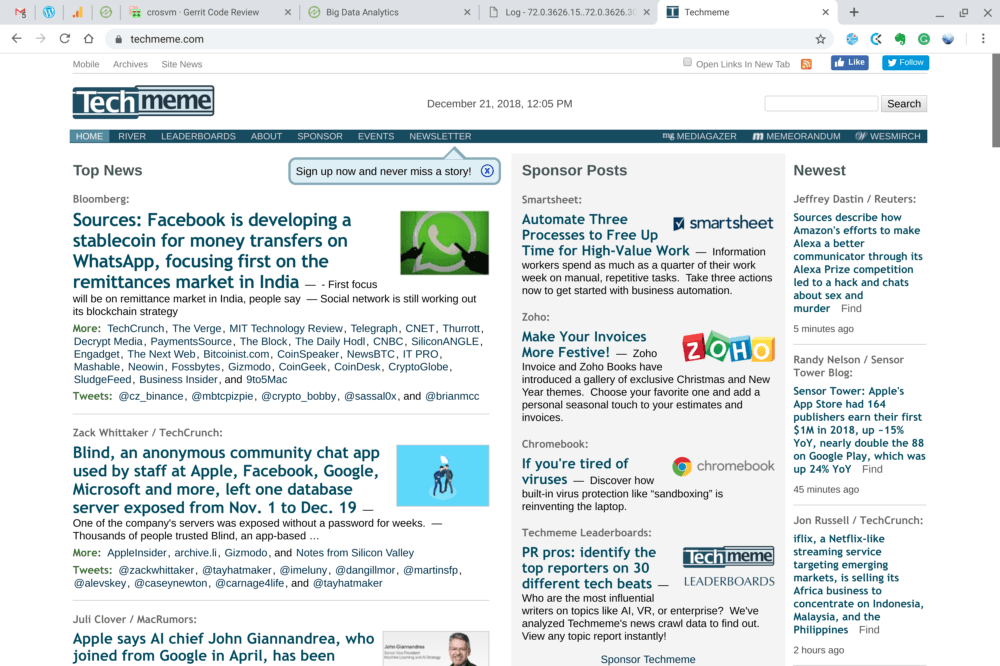 crosvm · Gerrit Code Review
Big Data Analytics
Log - 72.0.3626.15..72.0.3626.30
Techmeme
techmeme.com
Mobile Archives Site News
Open Links In New Tab
Like
Follow
Techmeme
December 21, 2018, 12:05 PM
Search
HOME RIVER LEADERBOARDS ABOUT SPONSOR EVENTS NEWSLETTER
mg MEDIAGAZER m MEMEORANDUM W WESMIRCH
Top News
Sign up now and never miss a story!
Bloomberg:
Sources: Facebook is developing a
stablecoin for money transfers on
WhatsApp, focusing first on the
remittances market in India — - First focus
will be on remittance market in India, people say — Social network is still working out
its blockchain strategy
More: TechCrunch, The Verge, MIT Technology Review, Telegraph, CNET, Thurrott,
Decrypt Media, PaymentsSource, The Block, The Daily Hodl, CNBC, SiliconANGLE,
Engadget, The Next Web, Bitcoinist.com, CoinSpeaker, NewsBTC, IT PRO,
Mashable, Neowin, Fossbytes, Gizmodo, CoinGeek, CoinDesk, CryptoGlobe,
SludgeFeed, Business Insider, and 9to5Mac
Tweets: @cz_binance, @mbtcpizpie, @crypto_bobby, @sassal0x, and @brianmcc
Zack Whittaker / TechCrunch:
Blind, an anonymous community chat app
used by staff at Apple, Facebook, Google,
Microsoft and more, left one database
server exposed from Nov. 1 to Dec. 19 —
One of the company's servers was exposed without a password for weeks. —
Thousands of people trusted Blind, an app-based …
More: AppleInsider, archive.li, Gizmodo, and Notes from Silicon Valley
Tweets: @zackwhittaker, @tayhatmaker, @imeluny, @dangillmor, @martinsfp,
@alevskey, @caseynewton, @carnage4life, and @tayhatmaker
Juli Clover / MacRumors:
Apple says AI chief John Giannandrea, who
joined from Google in April, has been
John Giannandrea
Sponsor Posts
Smartsheet:
smartsheet
Automate Three
Processes to Free Up
Time for High-Value Work — Information
workers spend as much as a quarter of their work
week on manual, repetitive tasks. Take three actions
now to get started with business automation.
Zoho:
ZOHO
Make Your Invoices
More Festive! — Zoho
Invoice and Zoho Books have
introduced a gallery of exclusive Christmas and New
Year themes. Choose your favorite one and add a
personal seasonal touch to your estimates and
invoices.
Chromebook:
chromebook
If you're tired of
viruses — Discover how
built-in virus protection like “sandboxing” is
reinventing the laptop.
Techmeme Leaderboards:
Techmeme
LEADERBOARDS
PR pros: identify the
top reporters on 30
different tech beats —
Who are the most influential
writers on topics like AI, VR, or enterprise? We've
analyzed Techmeme's news crawl data to find out.
View any topic report instantly!
Sponsor Techmeme
Newest
Jeffrey Dastin / Reuters:
Sources describe how
Amazon's efforts to make
Alexa a better
communicator through its
Alexa Prize competition
led to a hack and chats
about sex and
murder Find
5 minutes ago
Randy Nelson / Sensor
Tower Blog:
Sensor Tower: Apple's
App Store had 164
publishers earn their first
$1M in 2018, up ~15%
YoY, nearly double the 88
on Google Play, which was
up 24% YoY Find
45 minutes ago
Jon Russell / TechCrunch:
iflix, a Netflix-like
streaming service
targeting emerging
markets, is selling its
Africa business to
concentrate on Indonesia,
Malaysia, and the
Philippines Find
2 hours ago